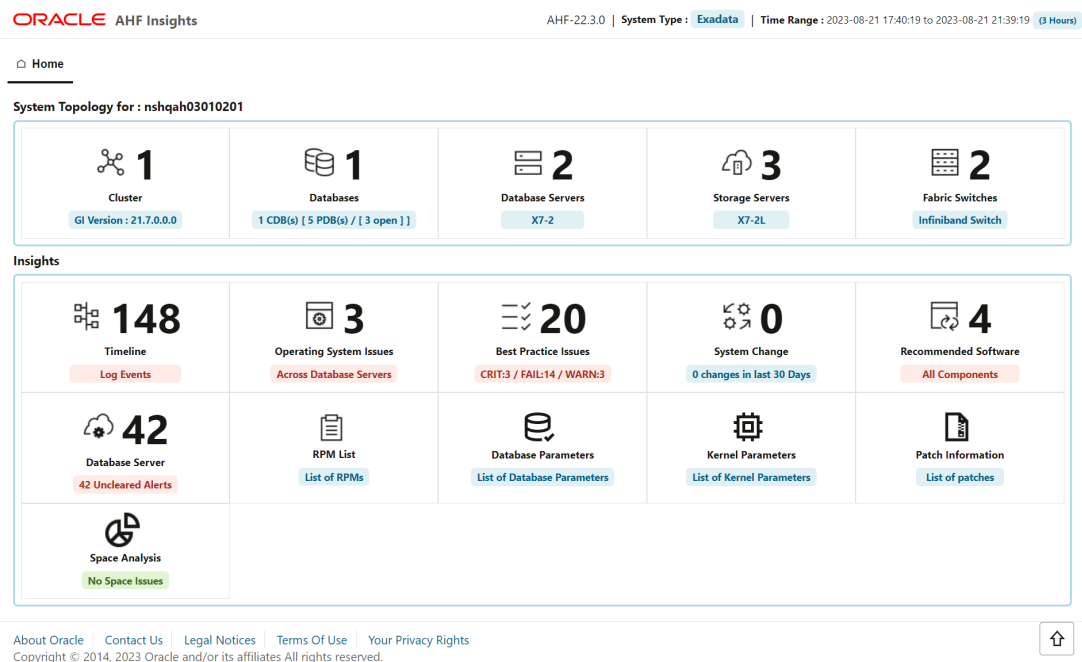 ORACLE AHF Insights
AHF-22.3.0 | System Type : Exadata | Time Range : 2023-08-21 17:40:19 to 2023-08-21 21:39:19 (3 Hours)
Home
System Topology for : nshqah03010201
1
Cluster
GI Version : 21.7.0.0.0
1
Databases
1 CDB(s) [ 5 PDB(s) / [ 3 open ] ]
2
Database Servers
X7-2
3
Storage Servers
X7-2L
2
Fabric Switches
Infiniband Switch
Insights
148
Timeline
Log Events
3
Operating System Issues
Across Database Servers
20
Best Practice Issues
CRIT:3 / FAIL:14 / WARN:3
0
System Change
0 changes in last 30 Days
4
Recommended Software
All Components
42
Database Server
42 Uncleared Alerts
RPM List
List of RPMs
Database Parameters
List of Database Parameters
Kernel Parameters
List of Kernel Parameters
Patch Information
List of patches
Space Analysis
No Space Issues
About Oracle Contact Us Legal Notices Terms Of Use Your Privacy Rights
Copyright © 2014, 2023 Oracle and/or its affiliates All rights reserved.